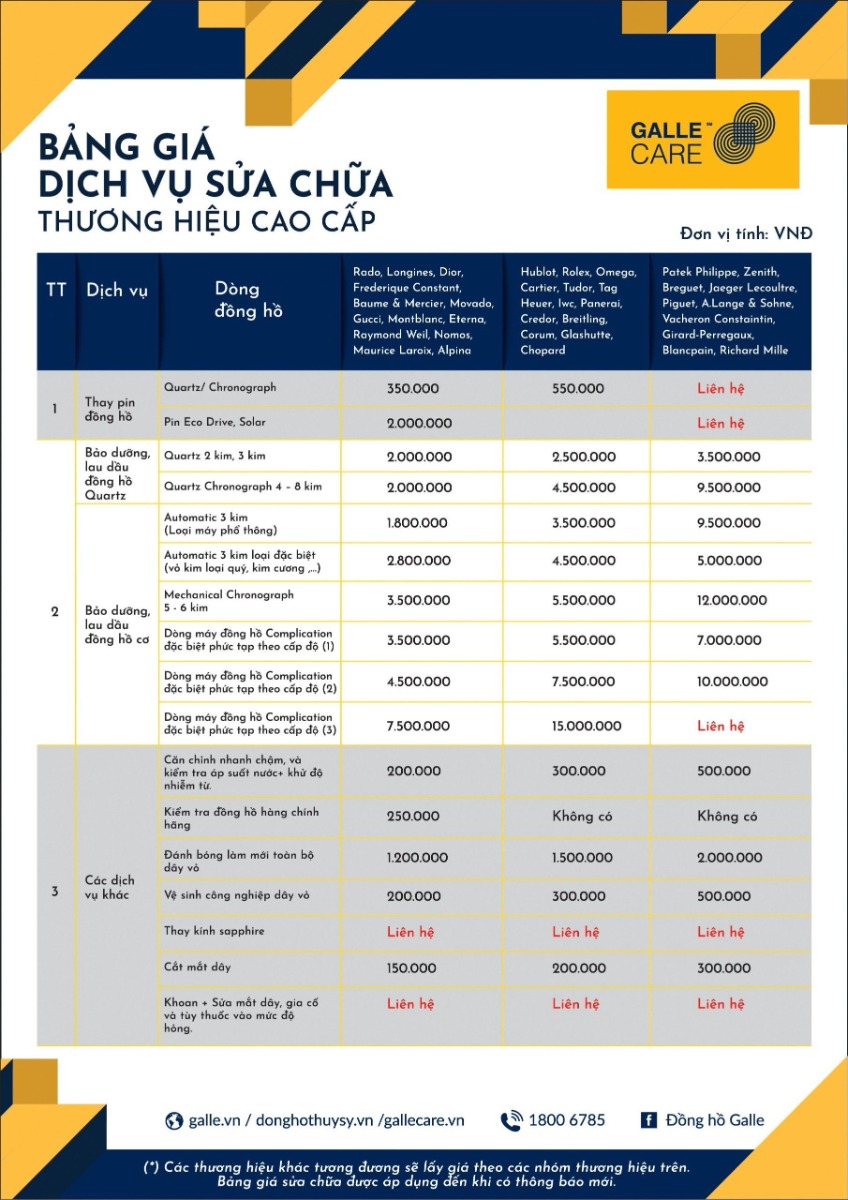 BẢNG GIÁ
DỊCH VỤ SỬA CHỮA
THƯƠNG HIỆU CAO CẤP
GALLE ™
CARE
Đơn vị tính: VNĐ
TT
Dịch vụ
Dòng
đồng hồ
Rado, Longines, Dior,
Frederique Constant,
Baume & Mercier, Movado,
Gucci, Montblanc, Eterna,
Raymond Weil, Nomos,
Maurice Laroix, Alpina
Hublot, Rolex, Omega,
Cartier, Tudor, Tag
Heuer, Iwc, Panerai,
Credor, Breitling,
Corum, Glashutte,
Chopard
Patek Philippe, Zenith,
Breguet, Jaeger Lecoultre,
Piguet, A.Lange & Sohne,
Vacheron Constaintin,
Girard-Perregaux,
Blancpain, Richard Mille
1
Thay pin
đồng hồ
Quartz/ Chronograph
350.000
550.000
Liên hệ
Pin Eco Drive, Solar
2.000.000
Liên hệ
2
Bảo dưỡng,
lau dầu
đồng hồ
Quartz
Quartz 2 kim, 3 kim
2.000.000
2.500.000
3.500.000
Quartz Chronograph 4 – 8 kim
2.000.000
4.500.000
9.500.000
Bảo dưỡng,
lau dầu
đồng hồ cơ
Automatic 3 kim
(Loại máy phổ thông)
1.800.000
3.500.000
9.500.000
Automatic 3 kim loại đặc biệt
(vỏ kim loại quý, kim cương ,...)
2.800.000
4.500.000
5.000.000
Mechanical Chronograph
5 - 6 kim
3.500.000
5.500.000
12.000.000
Dòng máy đồng hồ Complication
đặc biệt phức tạp theo cấp độ (1)
3.500.000
5.500.000
7.000.000
Dòng máy đồng hồ Complication
đặc biệt phức tạp theo cấp độ (2)
4.500.000
7.500.000
10.000.000
Dòng máy đồng hồ Complication
đặc biệt phức tạp theo cấp độ (3)
7.500.000
15.000.000
Liên hệ
3
Các dịch
vụ khác
Căn chỉnh nhanh chậm, và
kiểm tra áp suất nước+ khử độ
nhiễm từ.
200.000
300.000
500.000
Kiểm tra đồng hồ hàng chính
hãng
250.000
Không có
Không có
Đánh bóng làm mới toàn bộ
dây vỏ
1.200.000
1.500.000
2.000.000
Vệ sinh công nghiệp dây vỏ
200.000
300.000
500.000
Thay kính sapphire
Liên hệ
Liên hệ
Liên hệ
Cắt mắt dây
150.000
200.000
300.000
Khoan + Sửa mắt dây, gia cố
và tùy thuộc vào mức độ
hỏng.
Liên hệ
Liên hệ
Liên hệ
galle.vn / donghothuysy.vn /gallecare.vn
1800 6785
Đồng hồ Galle
(*) Các thương hiệu khác tương đương sẽ lấy giá theo các nhóm thương hiệu trên.
Bảng giá sửa chữa được áp dụng đến khi có thông báo mới.